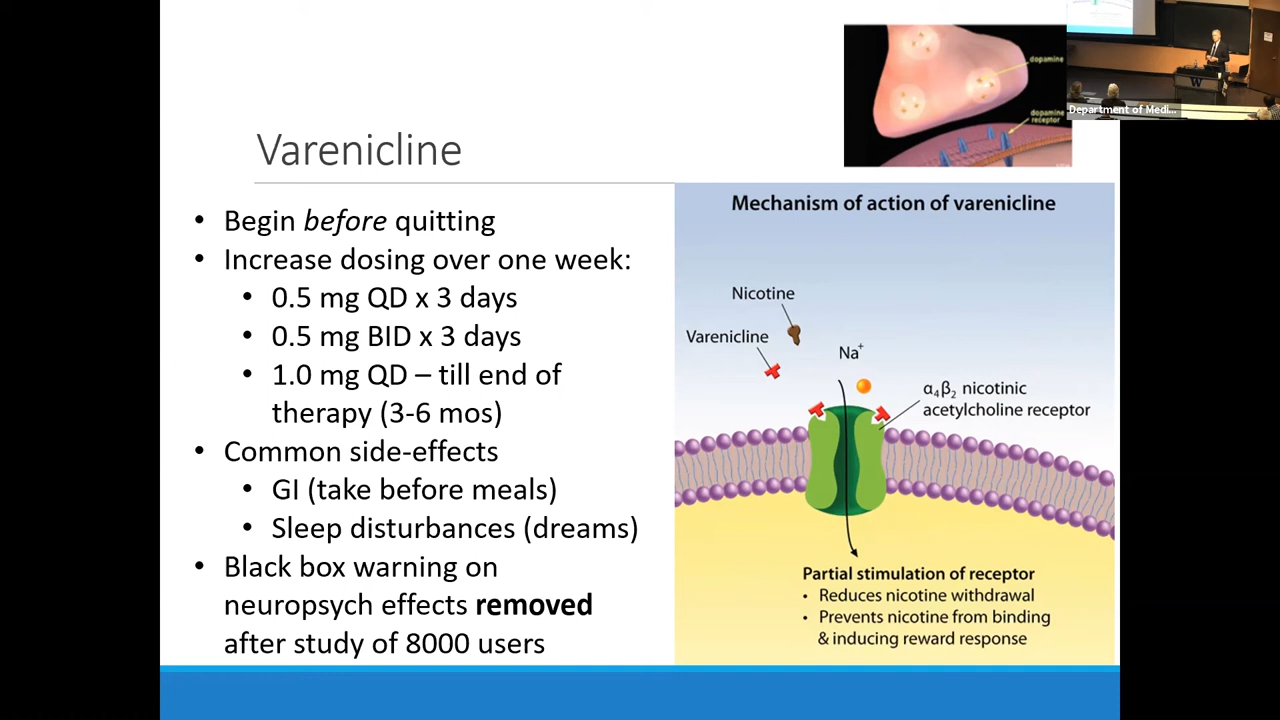 dopamine
dopamine
receptor
W
Department of Medi...
Varenicline
• Begin before quitting
• Increase dosing over one week:
• 0.5 mg QD x 3 days
• 0.5 mg BID x 3 days
• 1.0 mg QD – till end of
therapy (3-6 mos)
• Common side-effects
• GI (take before meals)
• Sleep disturbances (dreams)
• Black box warning on
neuropsych effects removed
after study of 8000 users
Mechanism of action of varenicline
Nicotine
Varenicline
Na⁺
α₄β₂ nicotinic
acetylcholine receptor
Partial stimulation of receptor
• Reduces nicotine withdrawal
• Prevents nicotine from binding
& inducing reward response